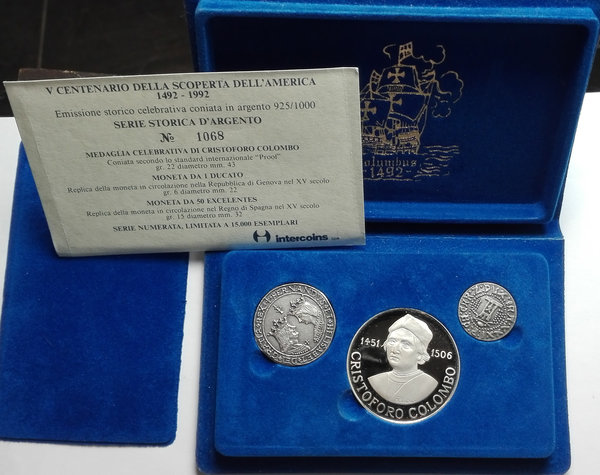 V CENTENARIO DELLA SCOPERTA DELL'AMERICA
1492 - 1992
Emissione storico celebrativa coniata in argento 925/1000
SERIE STORICA D'ARGENTO
№ 1068
MEDAGLIA CELEBRATIVA DI CRISTOFORO COLOMBO
Coniata secondo lo standard internazionale "Proof"
gr. 22 diametro mm. 43
MONETA DA 1 DUCATO
Replica della moneta in circolazione nella Repubblica di Genova nel XV secolo
gr. 6 diametro mm. 22
MONETA DA 50 EXCELENTES
Replica della moneta in circolazione nel Regno di Spagna nel XV secolo
gr. 15 diametro mm. 32
SERIE NUMERATA, LIMITATA A 15.000 ESEMPLARI
intercoins
olumbus
-1492-
1451 1506
CRISTOFORO COLOMBO